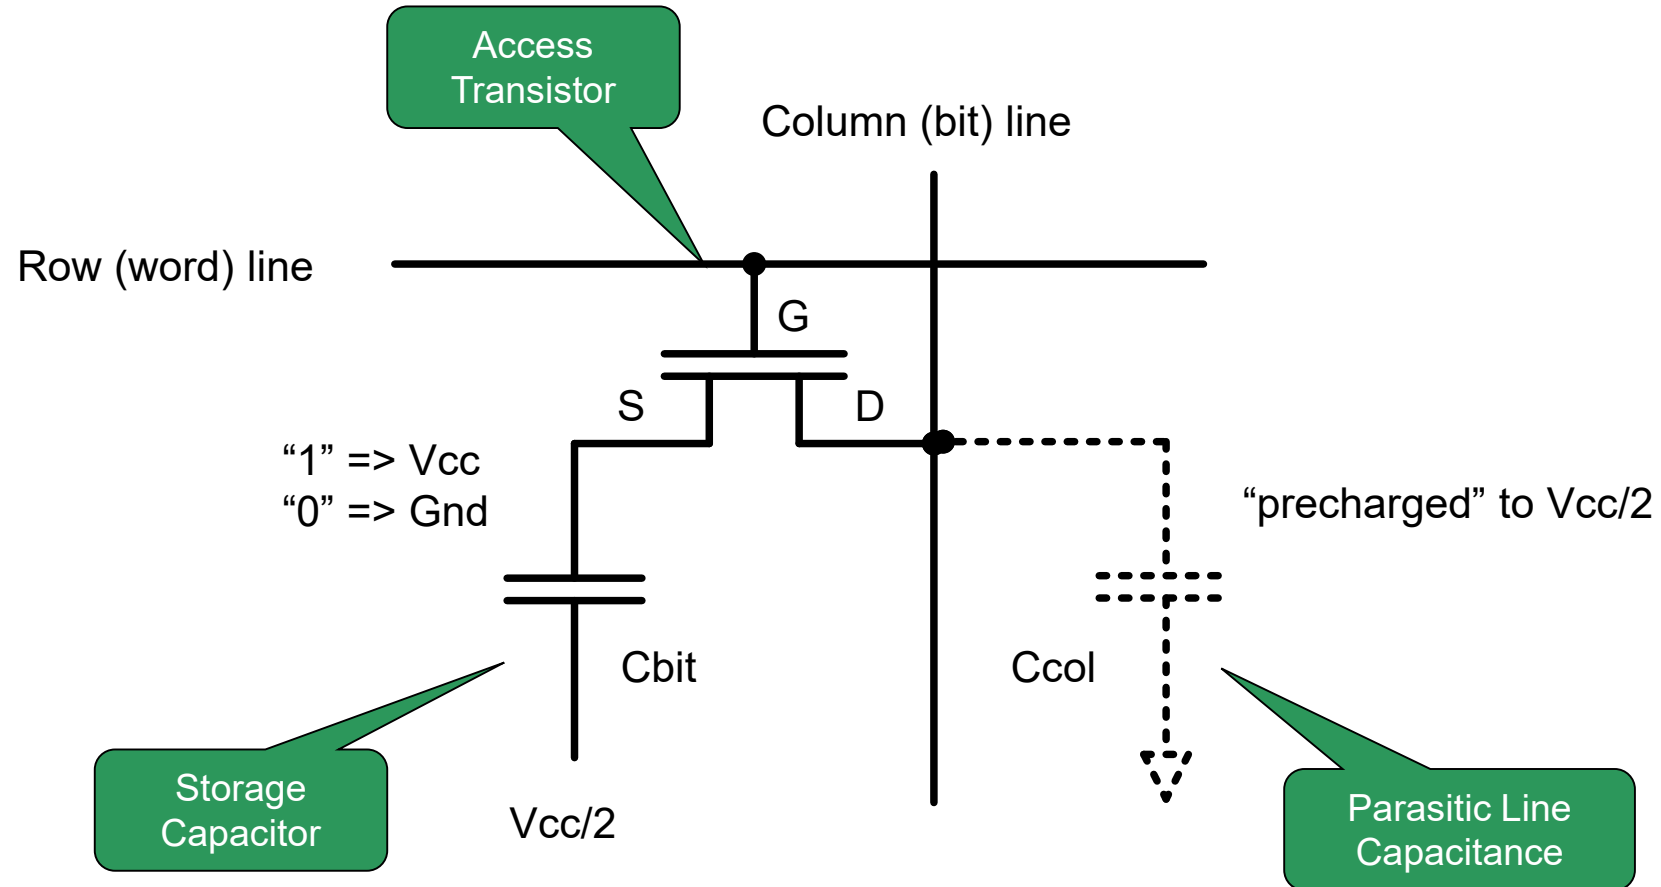 Access
Transistor
Column (bit) line
Row (word) line
G
S
D
“1” => Vcc
“0” => Gnd
“precharged” to Vcc/2
Cbit
Ccol
Storage
Capacitor
Vcc/2
Parasitic Line
Capacitance